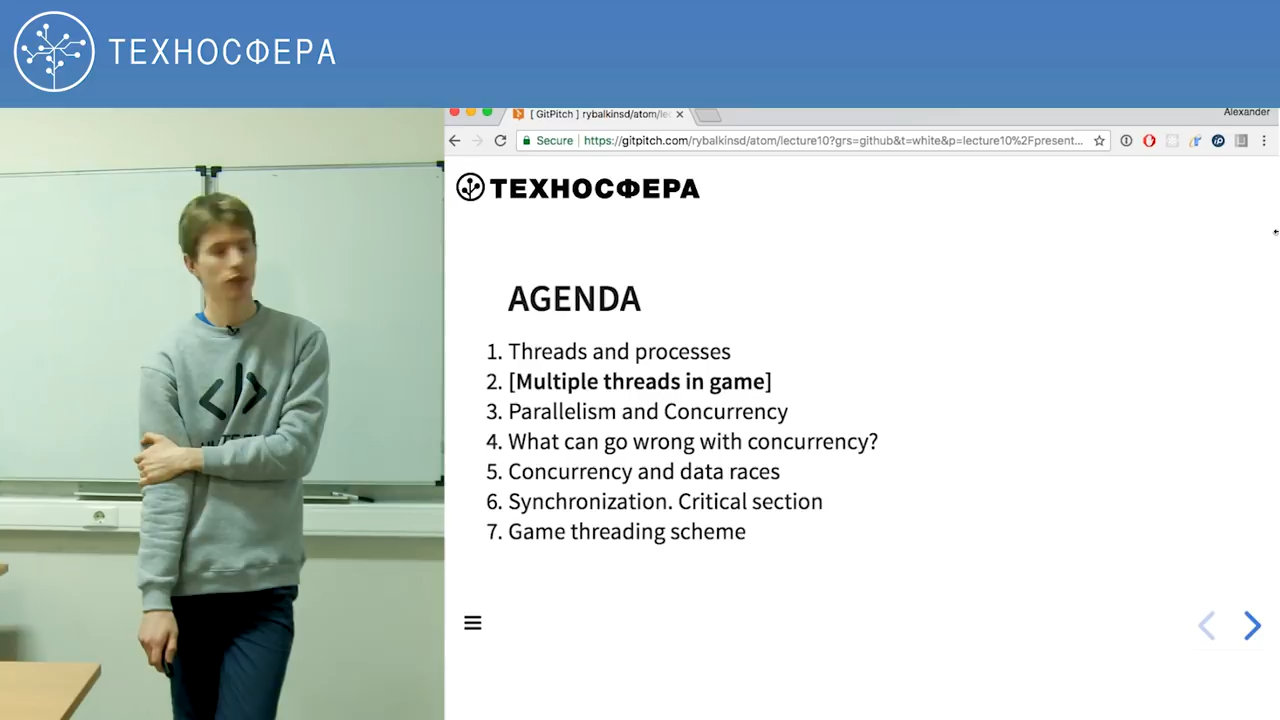 ТЕХНОСФЕРА
[ GitPitch ] rybalkinsd/atom/le
Alexander
Secure
https://gitpitch.com/rybalkinsd/atom/lecture10?grs=github&t=white&p=lecture10%2Fpresent...
ТЕХНОСФЕРА
AGENDA
1. Threads and processes
2. [Multiple threads in game]
3. Parallelism and Concurrency
4. What can go wrong with concurrency?
5. Concurrency and data races
6. Synchronization. Critical section
7. Game threading scheme